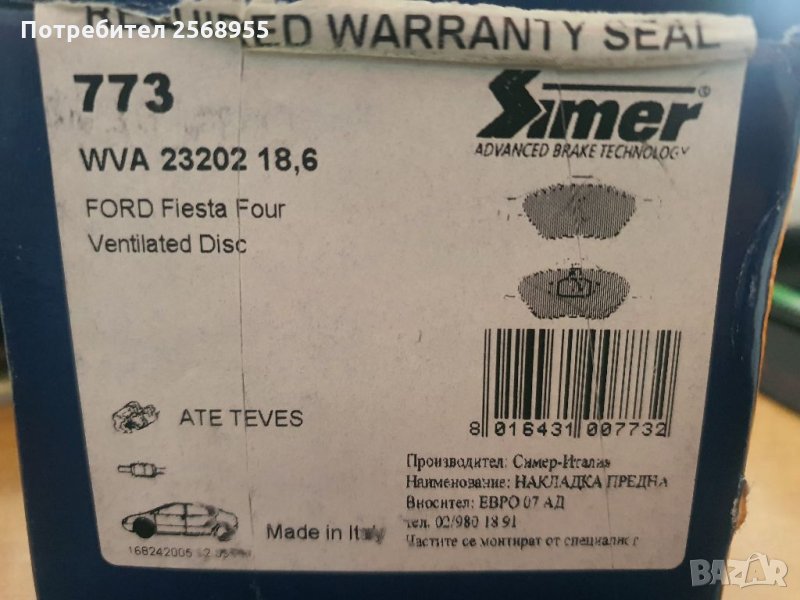 Потребител 2568955
REQUIRED WARRANTY SEAL
773
Simer®
ADVANCED BRAKE TECHNOLOGY
WVA 23202 18,6
FORD Fiesta Four
Ventilated Disc
ATE TEVES
8 016431 007732
Производител: Симер-Италия
Наименование: НАКЛАДКА ПРЕДНА
Вносител: ЕВРО 07 АД
тел. 02/980 18 91
Частите се монтират от специалист
Made in Italy
168242005
BAZAR